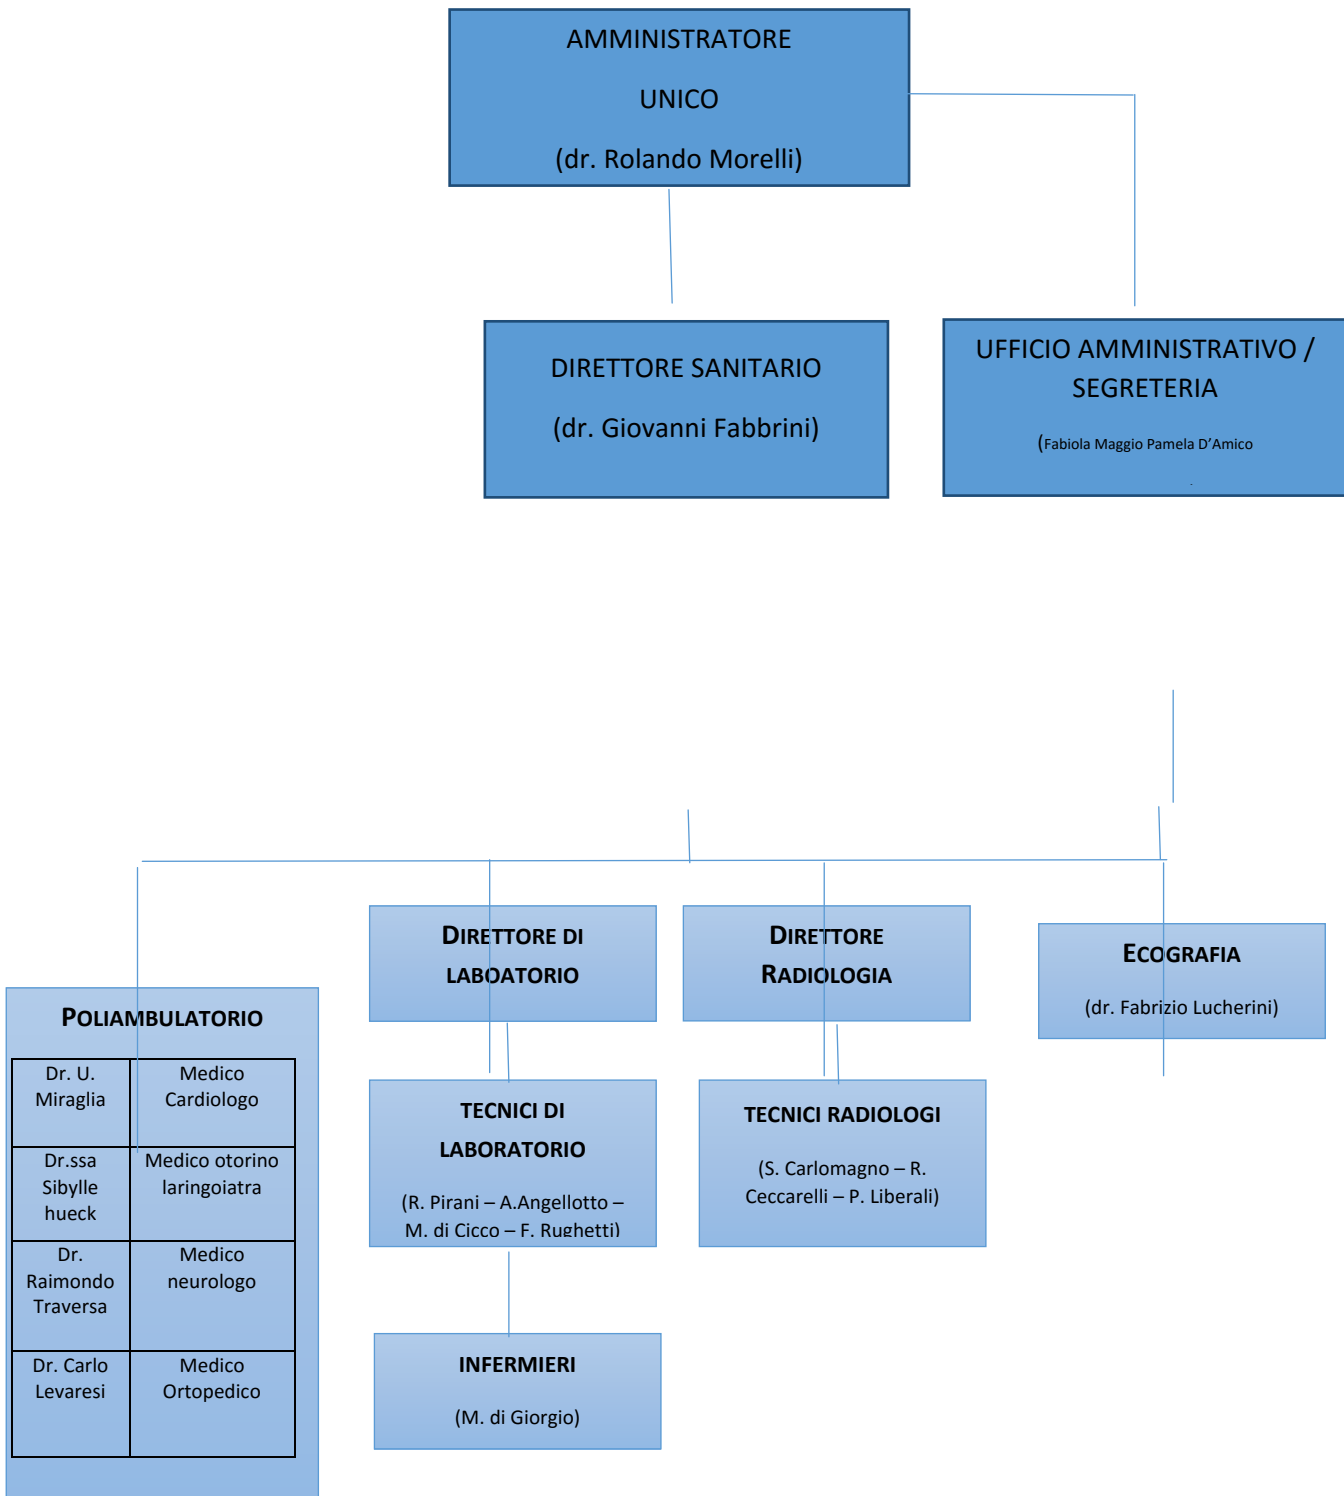 AMMINISTRATORE
UNICO
(dr. Rolando Morelli)
DIRETTORE SANITARIO
(dr. Giovanni Fabbrini)
UFFICIO AMMINISTRATIVO /
SEGRETERIA
(Fabiola Maggio Pamela D’Amico
.
POLIAMBULATORIO
Dr. U.
Miraglia
Medico
Cardiologo
Dr.ssa
Sibylle
hueck
Medico otorino
laringoiatra
Dr.
Raimondo
Traversa
Medico
neurologo
Dr. Carlo
Levaresi
Medico
Ortopedico
DIRETTORE DI
LABOATORIO
TECNICI DI
LABORATORIO
(R. Pirani – A.Angellotto –
M. di Cicco – F. Rughetti)
INFERMIERI
(M. di Giorgio)
DIRETTORE
RADIOLOGIA
TECNICI RADIOLOGI
(S. Carlomagno – R.
Ceccarelli – P. Liberali)
ECOGRAFIA
(dr. Fabrizio Lucherini)